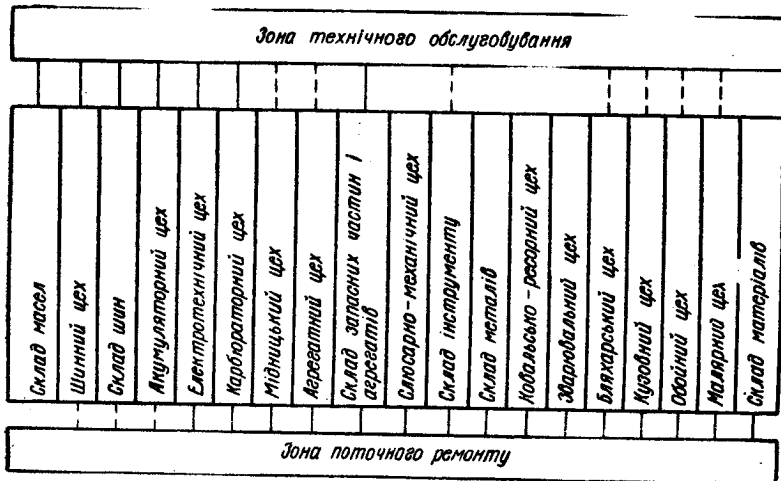 Зона технічного обслуговування
Склад масел
Шинний цех
Склад шин
Акумуляторний цех
Електротехнічний цех
Карбюраторний цех
Мідницький цех
Агрегатний цех
Склад запасних частин і
агрегатів
Слюсарно-механічний цех
Склад інструменту
Склад металів
Ковальсько-ресорний цех
Зварювальний цех
Бляхарський цех
Кузовний цех
Обойний цех
Малярний цех
Склад матеріалів
Зона поточного ремонту